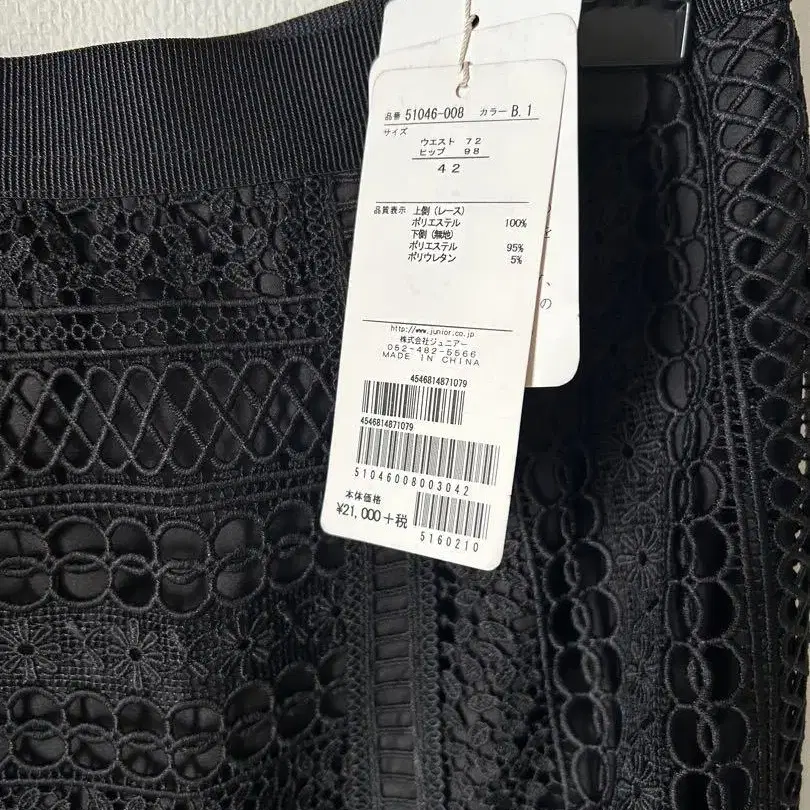 品番 51046-008 カラー B.1
サイズ
ウエスト 72
ヒップ 98
42
品質表示 上側(レース)
ポリエステル 100%
下側(無地)
ポリエステル 95%
ポリウレタン 5%
http://www.junior.co.jp
株式会社ジュニアー
052-482-5566
MADE IN CHINA
4546814871079
4546814871079
51046008003042
本体価格
¥21,000+税
5160210
の